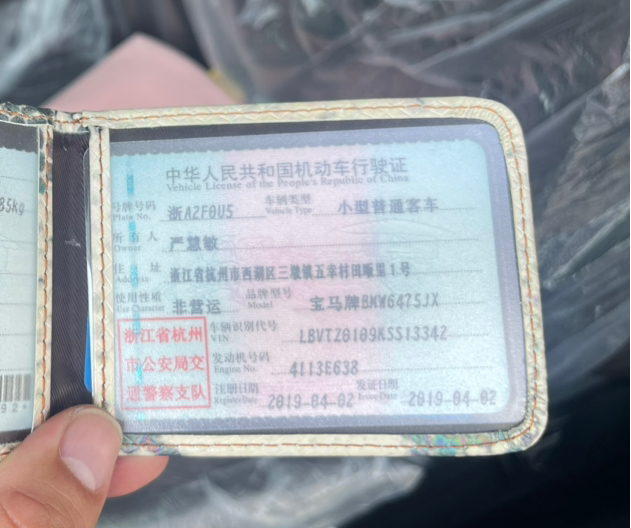 85kg
中华人民共和国机动车行驶证
Vehicle License of the People's Republic of China
号牌号码 浙A2F0U5 车辆类型 小型普通客车
Plate No. Vehicle Type
所有人 严慧敏
Owner
住址 浙江省杭州市西湖区三墩镇五幸村田畈里1号
Address
使用性质 非营运 品牌型号 宝马牌BMW6475JX
Use Character Model
浙江省杭州
市公安局交
通警察支队
车辆识别代号 LBVTZ0109KSS13342
VIN
发动机号码 4113E638
Engine No.
注册日期 2019-04-02 发证日期 2019-04-02
Register Date Issue Date
92*